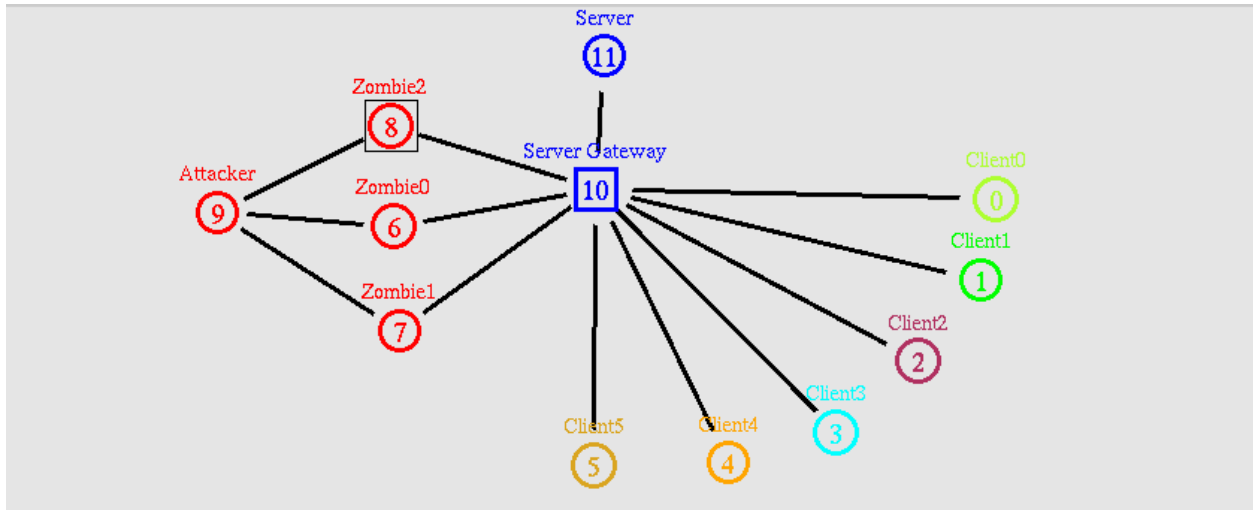 Server
11
Zombie2
8
Server Gateway
10
Attacker
9
Zombie0
6
Client0
0
Client1
1
Zombie1
7
Client2
2
Client3
3
Client5
5
Client4
4